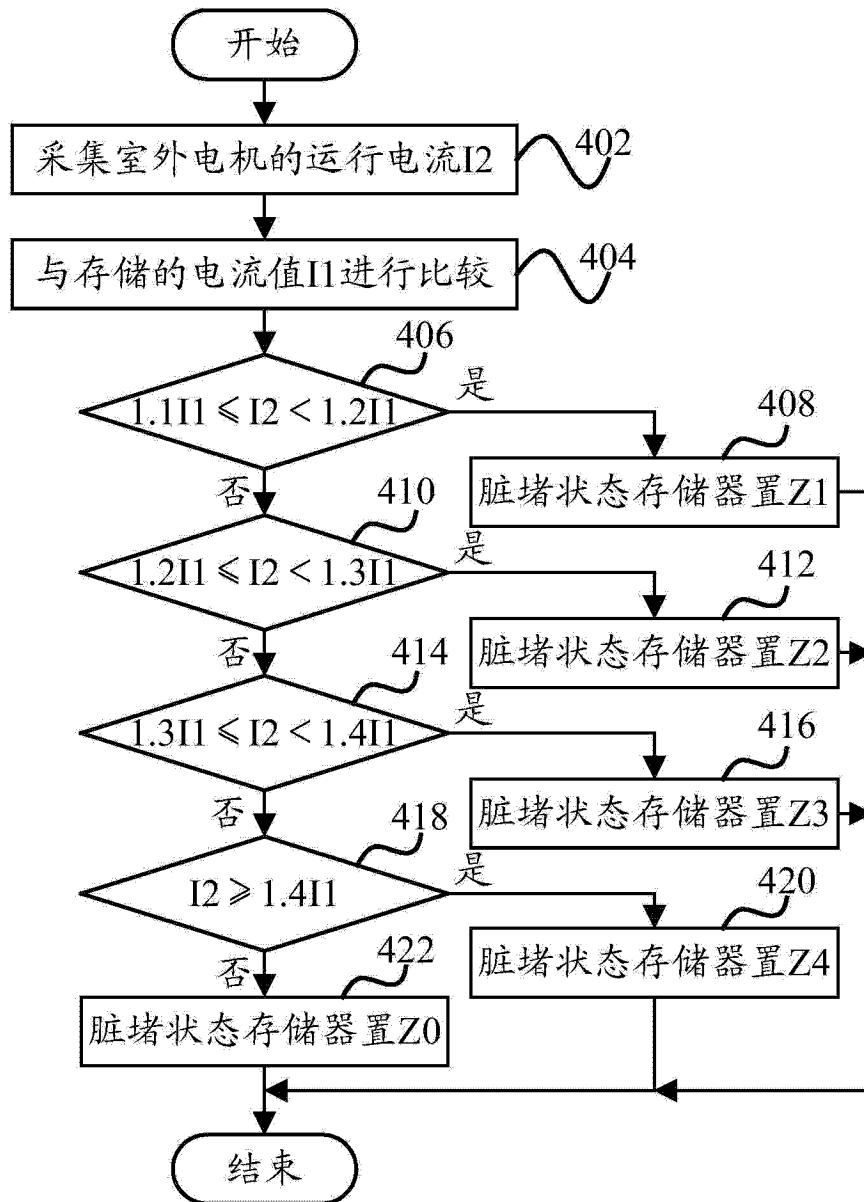 开始
采集室外电机的运行电流I2
402
与存储的电流值I1进行比较
404
406
1.1I1≤I2<1.2I1
是
408
脏堵状态存储器置Z1
否
410
1.2I1≤I2<1.3I1
是
412
脏堵状态存储器置Z2
否
414
1.3I1≤I2<1.4I1
是
416
脏堵状态存储器置Z3
否
418
I2≥1.4I1
是
420
脏堵状态存储器置Z4
否
422
脏堵状态存储器置Z0
结束